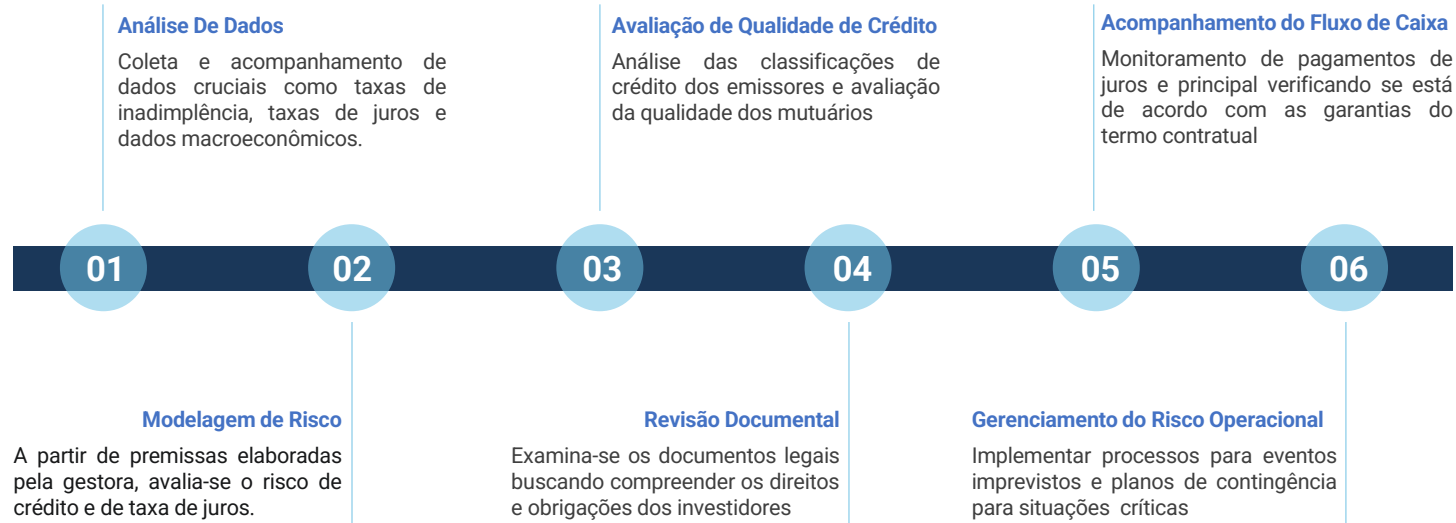 Análise De Dados
Coleta e acompanhamento de
dados cruciais como taxas de
inadimplência, taxas de juros e
dados macroeconômicos.
Avaliação de Qualidade de Crédito
Análise das classificações de
crédito dos emissores e avaliação
da qualidade dos mutuários
Acompanhamento do Fluxo de Caixa
Monitoramento de pagamentos de
juros e principal verificando se está
de acordo com as garantias do
termo contratual
01
02
03
04
05
06
Modelagem de Risco
A partir de premissas elaboradas
pela gestora, avalia-se o risco de
crédito e de taxa de juros.
Revisão Documental
Examina-se os documentos legais
buscando compreender os direitos
e obrigações dos investidores
Gerenciamento do Risco Operacional
Implementar processos para eventos
imprevistos e planos de contingência
para situações críticas